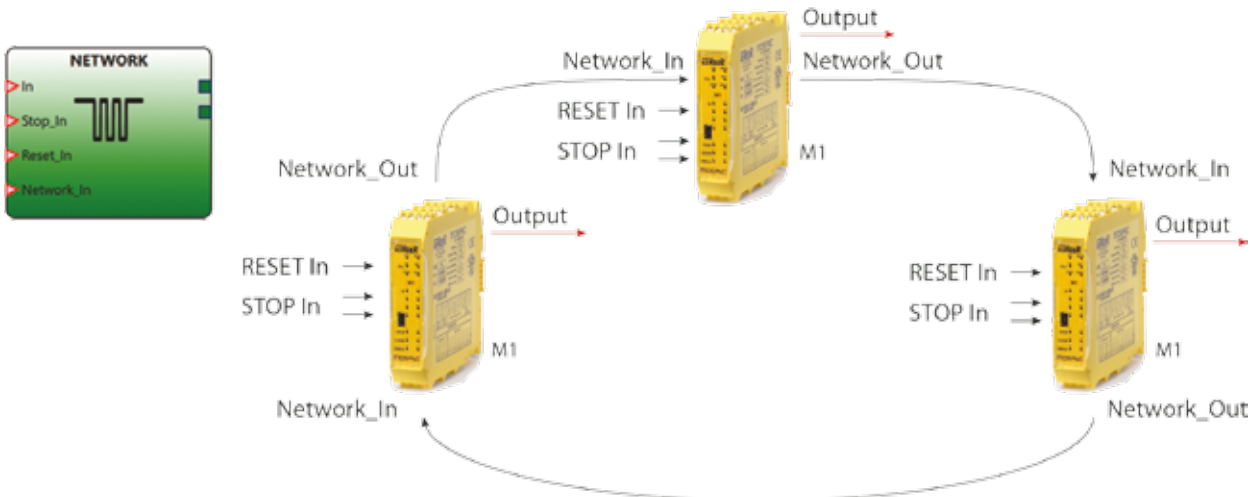 NETWORK
In
Stop_In
Reset_In
Network_In
Output
Network_In
Network_Out
RESET In
STOP In
M1
Network_Out
Output
RESET In
STOP In
M1
Network_In
Network_In
Output
RESET In
STOP In
M1
Network_Out